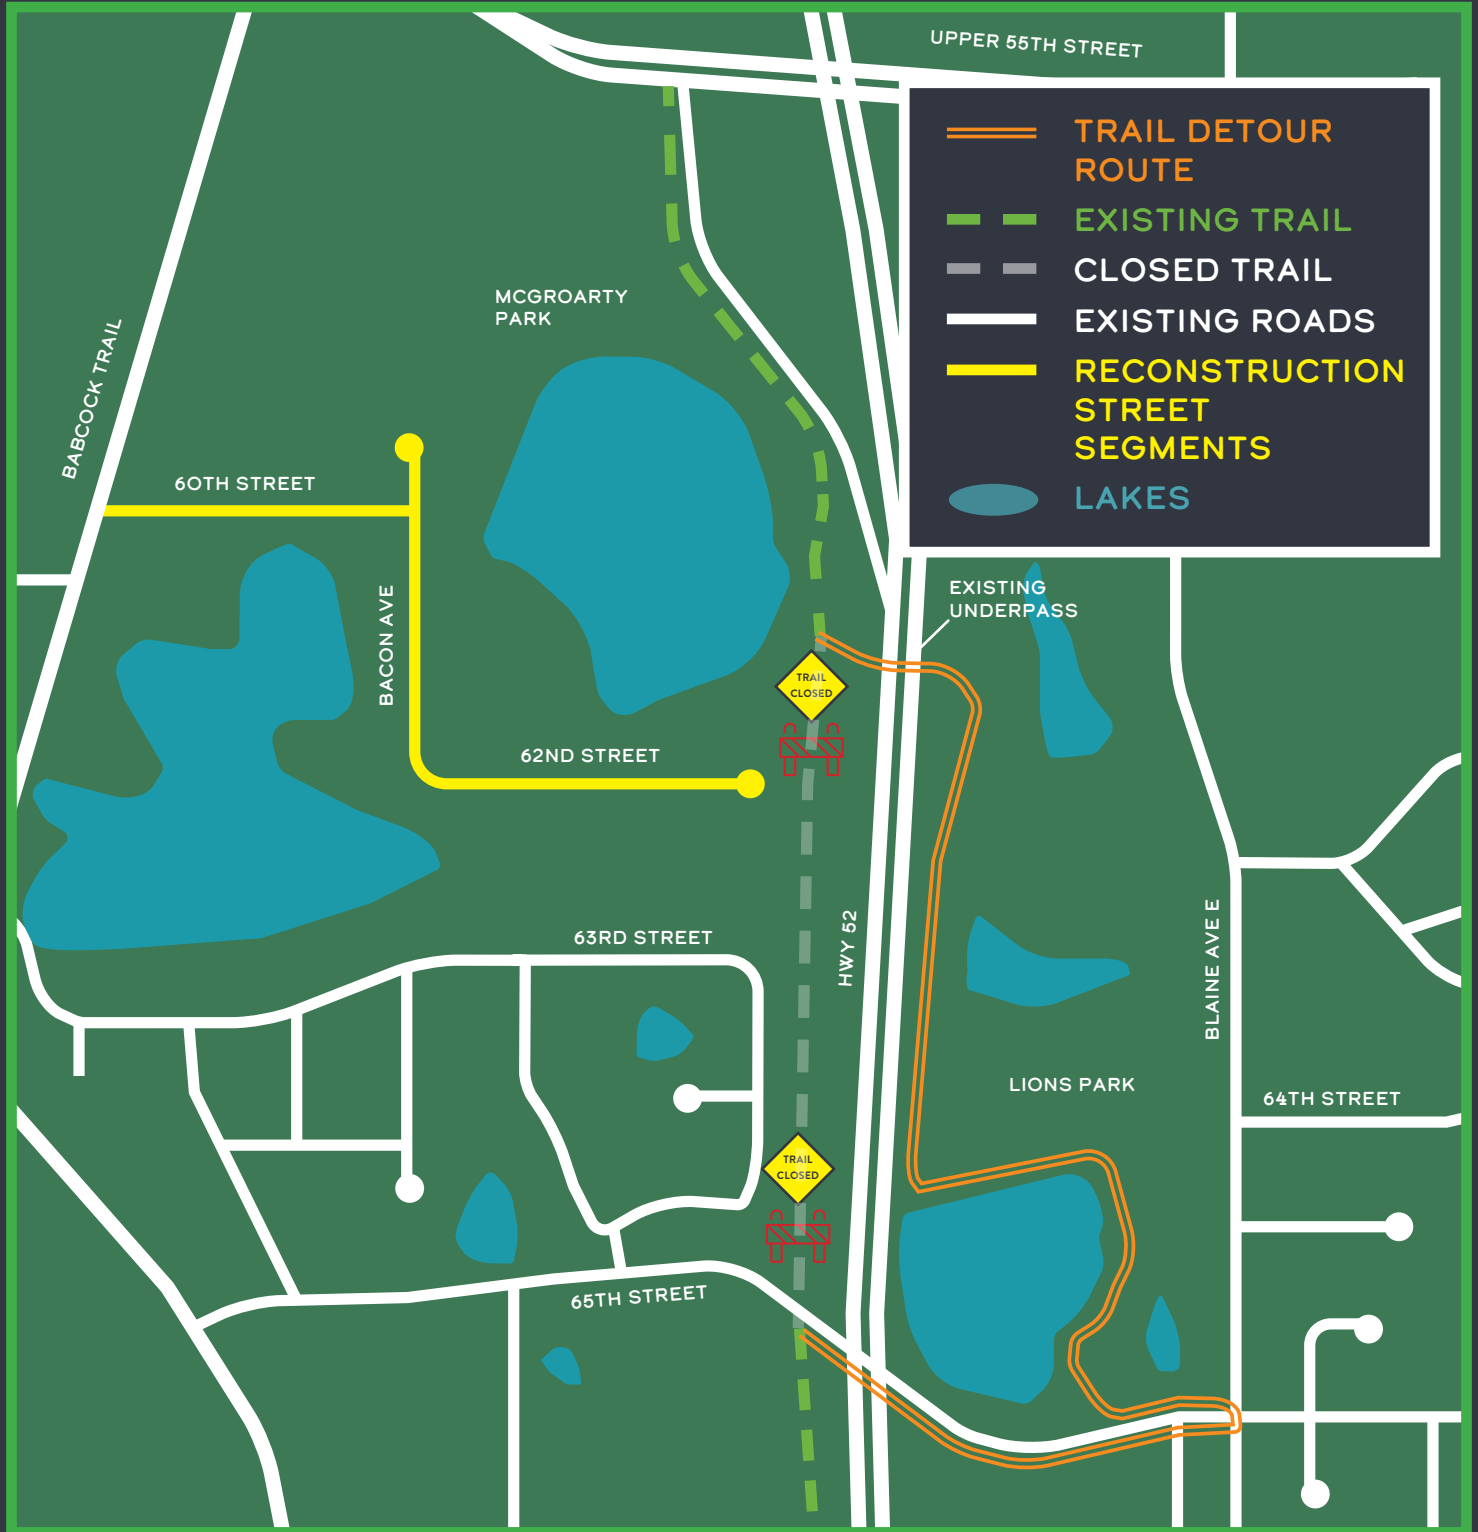 UPPER 55TH STREET
TRAIL DETOUR
ROUTE
EXISTING TRAIL
CLOSED TRAIL
EXISTING ROADS
RECONSTRUCTION
STREET
SEGMENTS
LAKES
MCGROARTY
PARK
BABCOCK TRAIL
60TH STREET
BACON AVE
EXISTING
UNDERPASS
TRAIL
CLOSED
62ND STREET
HWY 52
63RD STREET
BLAINE AVE E
LIONS PARK
64TH STREET
TRAIL
CLOSED
65TH STREET